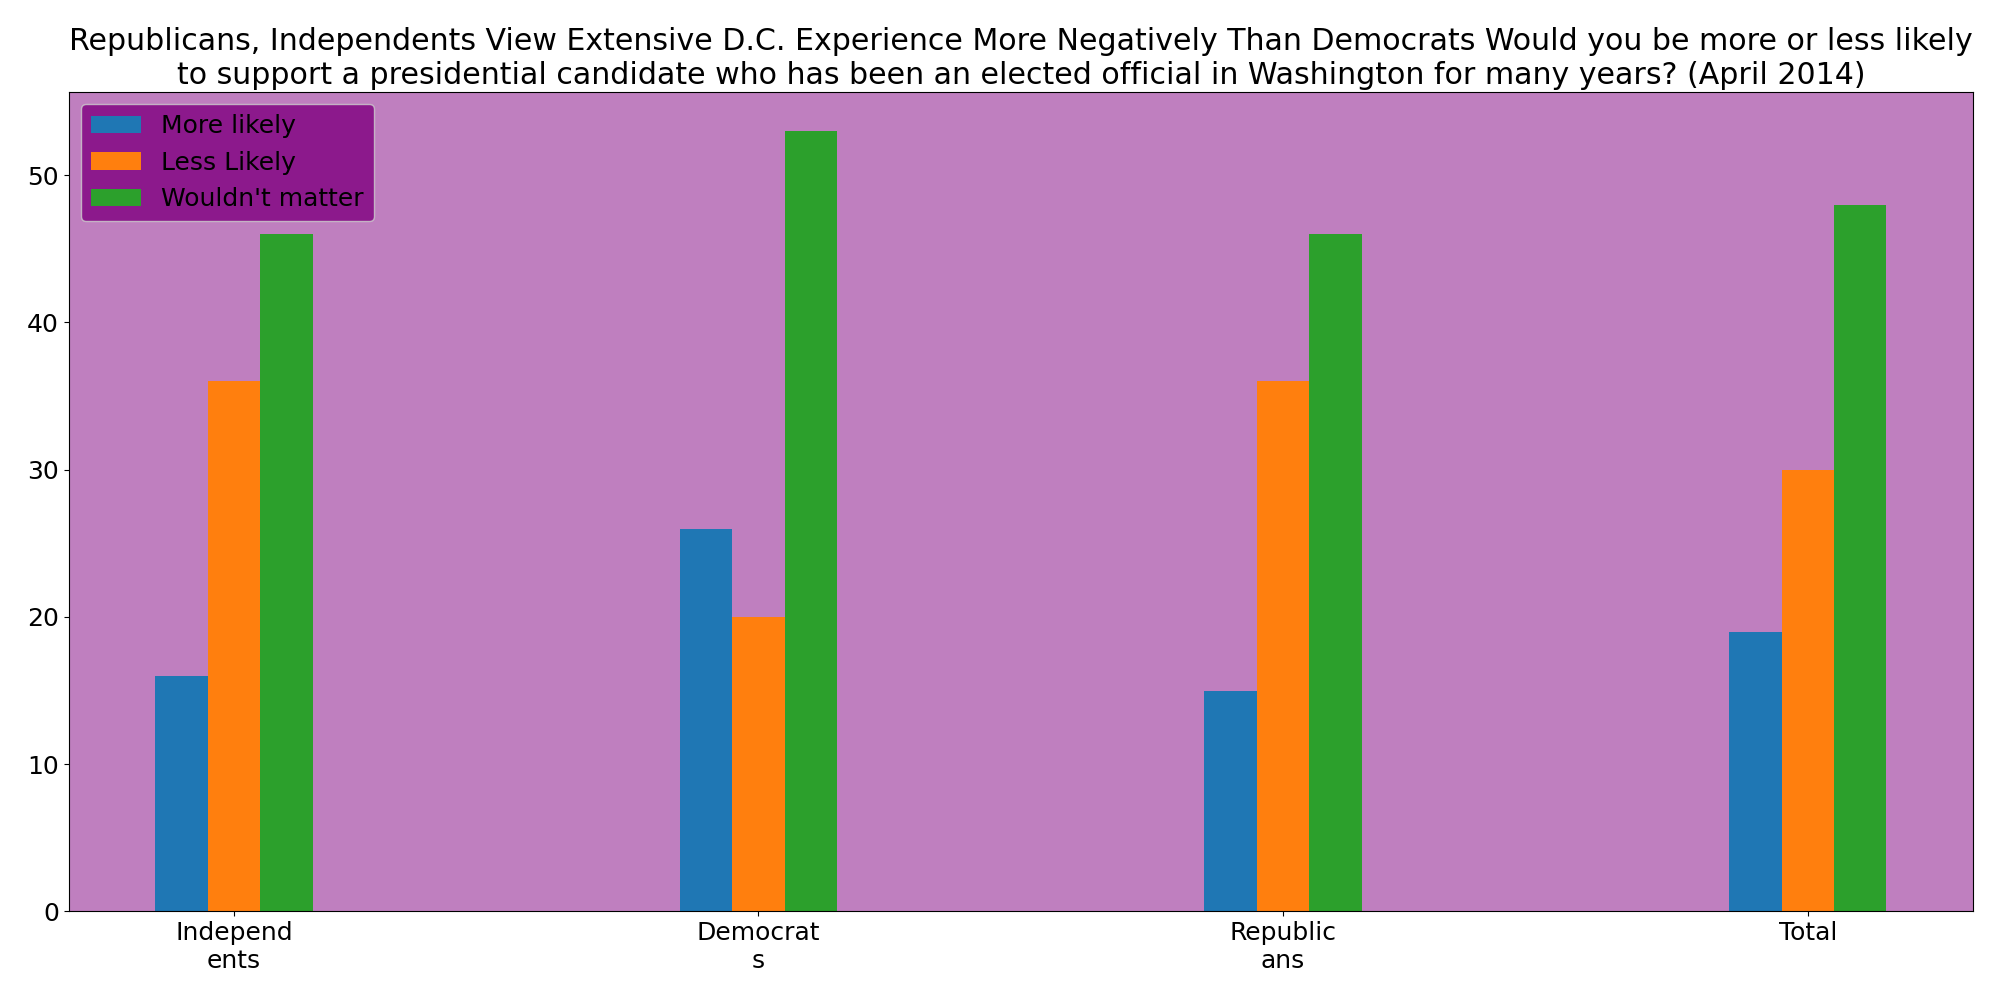 Republicans, Independents View Extensive D.C. Experience More Negatively Than Democrats Would you be more or less likely
to support a presidential candidate who has been an elected official in Washington for many years? (April 2014)
More likely
Less Likely
Wouldn't matter
50
40
30
20
10
0
Independ
ents
Democrat
s
Republic
ans
Total